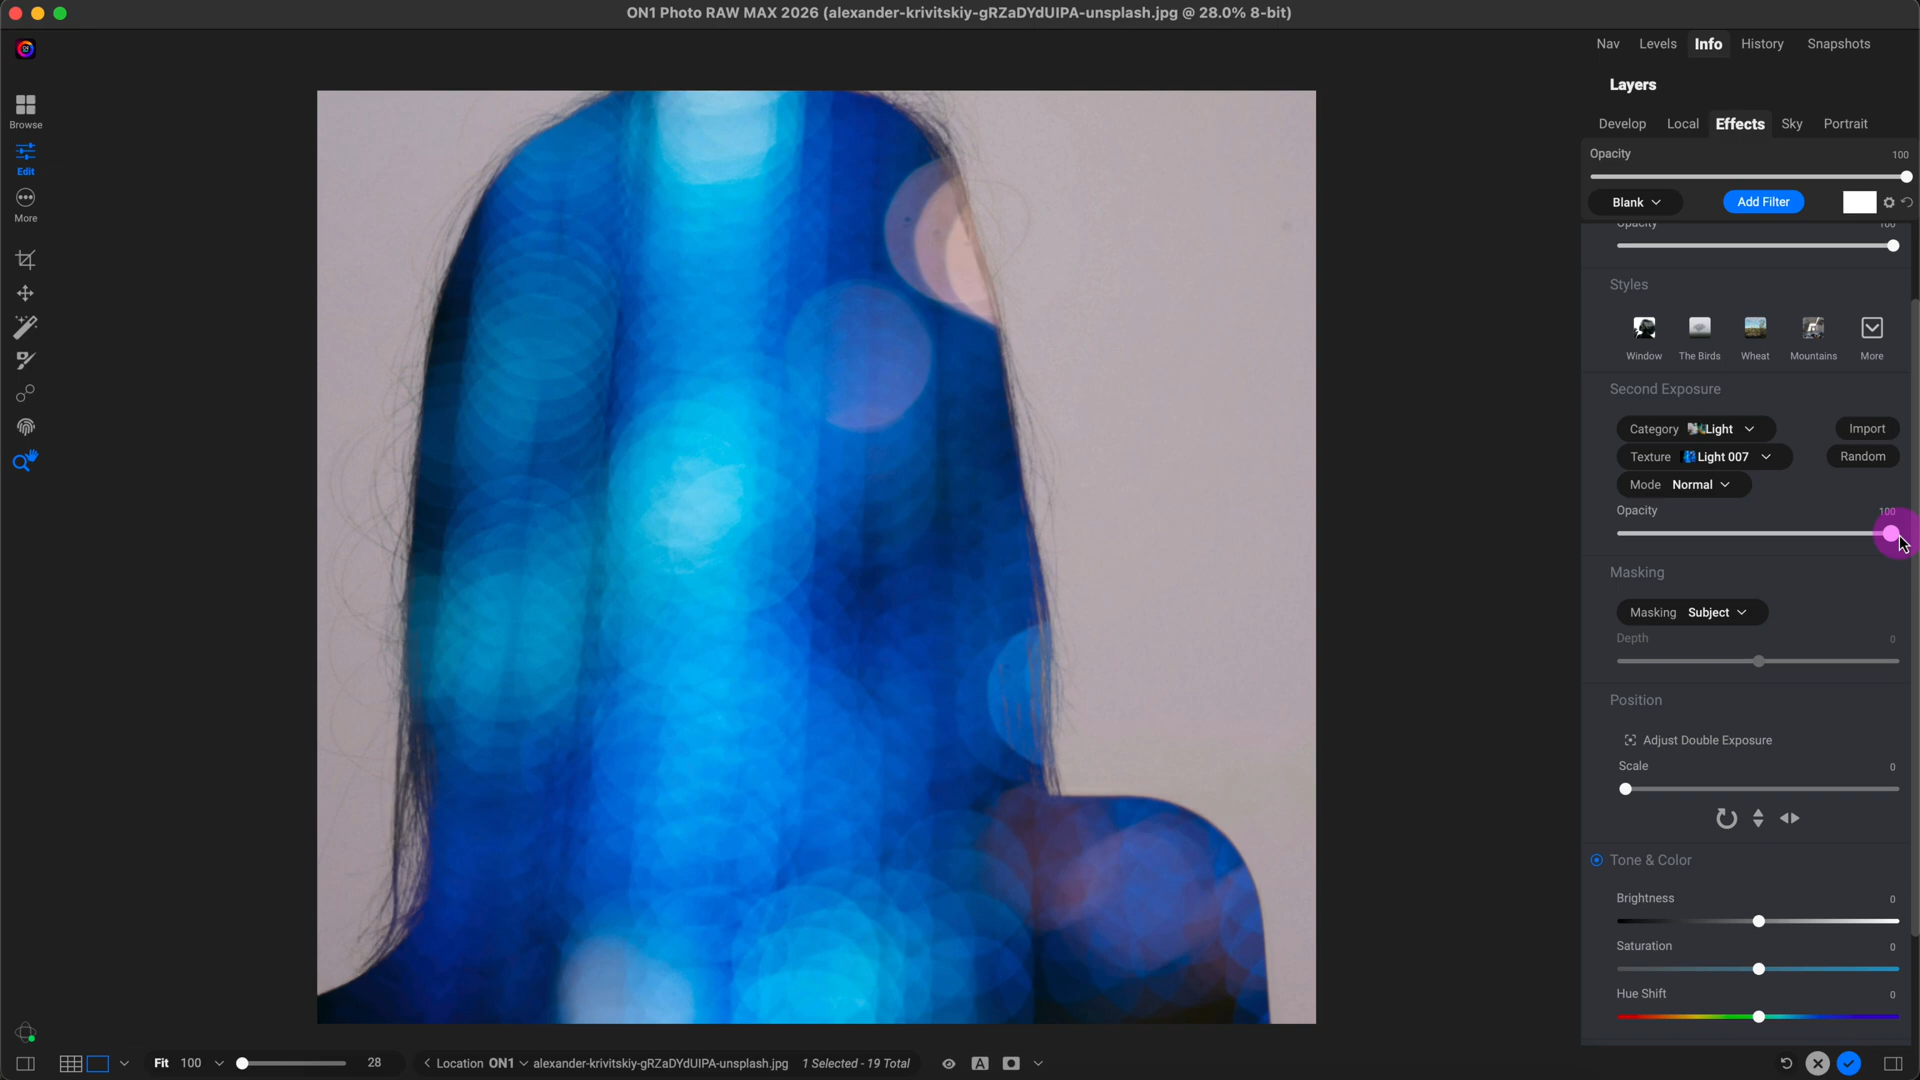 ON1 Photo RAW MAX 2026 (alexander-krivitskiy-gRZaDYdUIPA-unsplash.jpg @ 28.0% 8-bit)
Nav Levels Info History Snapshots
Layers
Browse
Develop Local Effects Sky Portrait
Opacity 100
Edit
Blank Add Filter
More
Opacity 100
Styles
Window The Birds Wheat Mountains More
Second Exposure
Category Light Import
Texture Light 007 Random
Mode Normal
Opacity 100
Masking
Masking Subject
Depth 0
Position
Adjust Double Exposure
Scale 0
Tone & Color
Brightness 0
Saturation 0
Hue Shift 0
Fit 100 28 Location ON1 alexander-krivitskiy-gRZaDYdUIPA-unsplash.jpg 1 Selected - 19 Total A